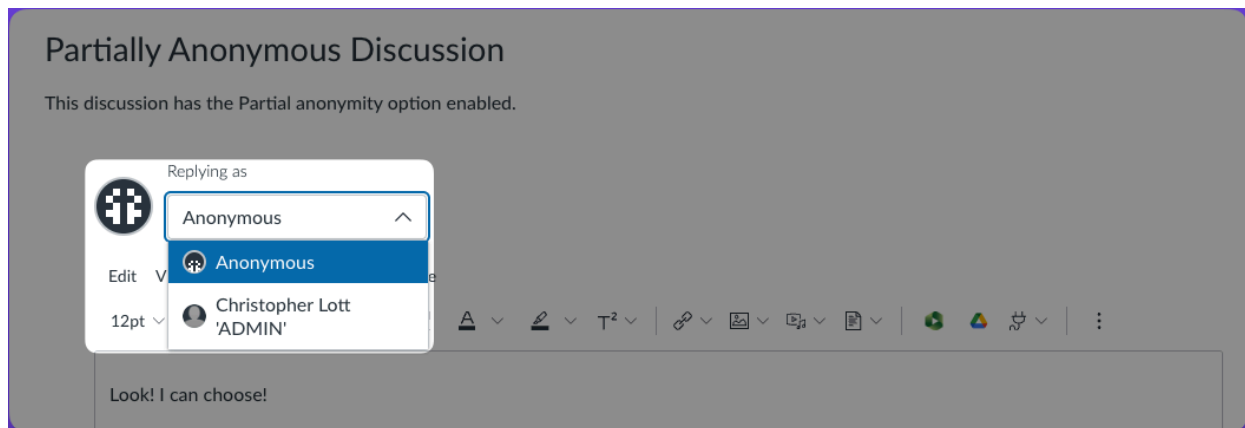 Partially Anonymous Discussion
This discussion has the Partial anonymity option enabled.
Replying as
Anonymous
Anonymous
Edit V
Christopher Lott
'ADMIN'
12pt
A T²
Look! I can choose!